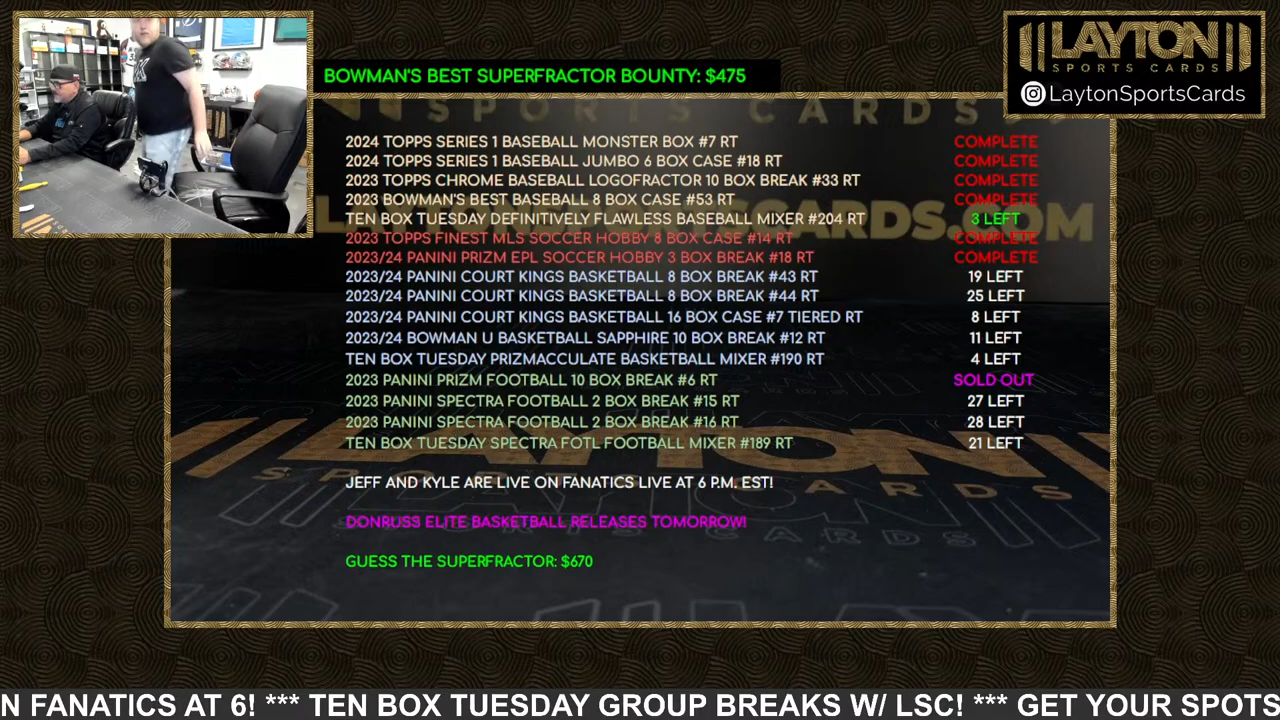 LAYTON
SPORTS CARDS
LaytonSportsCards
BOWMAN'S BEST SUPERFRACTOR BOUNTY: $475
SPORTS CARDS
2024 TOPPS SERIES 1 BASEBALL MONSTER BOX #7 RT COMPLETE
2024 TOPPS SERIES 1 BASEBALL JUMBO 6 BOX CASE #18 RT COMPLETE
2023 TOPPS CHROME BASEBALL LOGOFRACTOR 10 BOX BREAK #33 RT COMPLETE
2023 BOWMAN'S BEST BASEBALL 8 BOX CASE #53 RT COMPLETE
TEN BOX TUESDAY DEFINITIVELY FLAWLESS BASEBALL MIXER #204 RT 3 LEFT
2023 TOPPS FINEST MLS SOCCER HOBBY 8 BOX CASE #14 RT COMPLETE
2023/24 PANINI PRIZM EPL SOCCER HOBBY 3 BOX BREAK #18 RT COMPLETE
2023/24 PANINI COURT KINGS BASKETBALL 8 BOX BREAK #43 RT 19 LEFT
2023/24 PANINI COURT KINGS BASKETBALL 8 BOX BREAK #44 RT 25 LEFT
2023/24 PANINI COURT KINGS BASKETBALL 16 BOX CASE #7 TIERED RT 8 LEFT
2023/24 BOWMAN U BASKETBALL SAPPHIRE 10 BOX BREAK #12 RT 11 LEFT
TEN BOX TUESDAY PRIZMACCULATE BASKETBALL MIXER #190 RT 4 LEFT
2023 PANINI PRIZM FOOTBALL 10 BOX BREAK #6 RT SOLD OUT
2023 PANINI SPECTRA FOOTBALL 2 BOX BREAK #15 RT 27 LEFT
2023 PANINI SPECTRA FOOTBALL 2 BOX BREAK #16 RT 28 LEFT
TEN BOX TUESDAY SPECTRA FOTL FOOTBALL MIXER #189 RT 21 LEFT
JEFF AND KYLE ARE LIVE ON FANATICS LIVE AT 6 P.M. EST!
DONRUSS ELITE BASKETBALL RELEASES TOMORROW!
GUESS THE SUPERFRACTOR: $670
N FANATICS AT 6! *** TEN BOX TUESDAY GROUP BREAKS W/ LSC! *** GET YOUR SPOTS